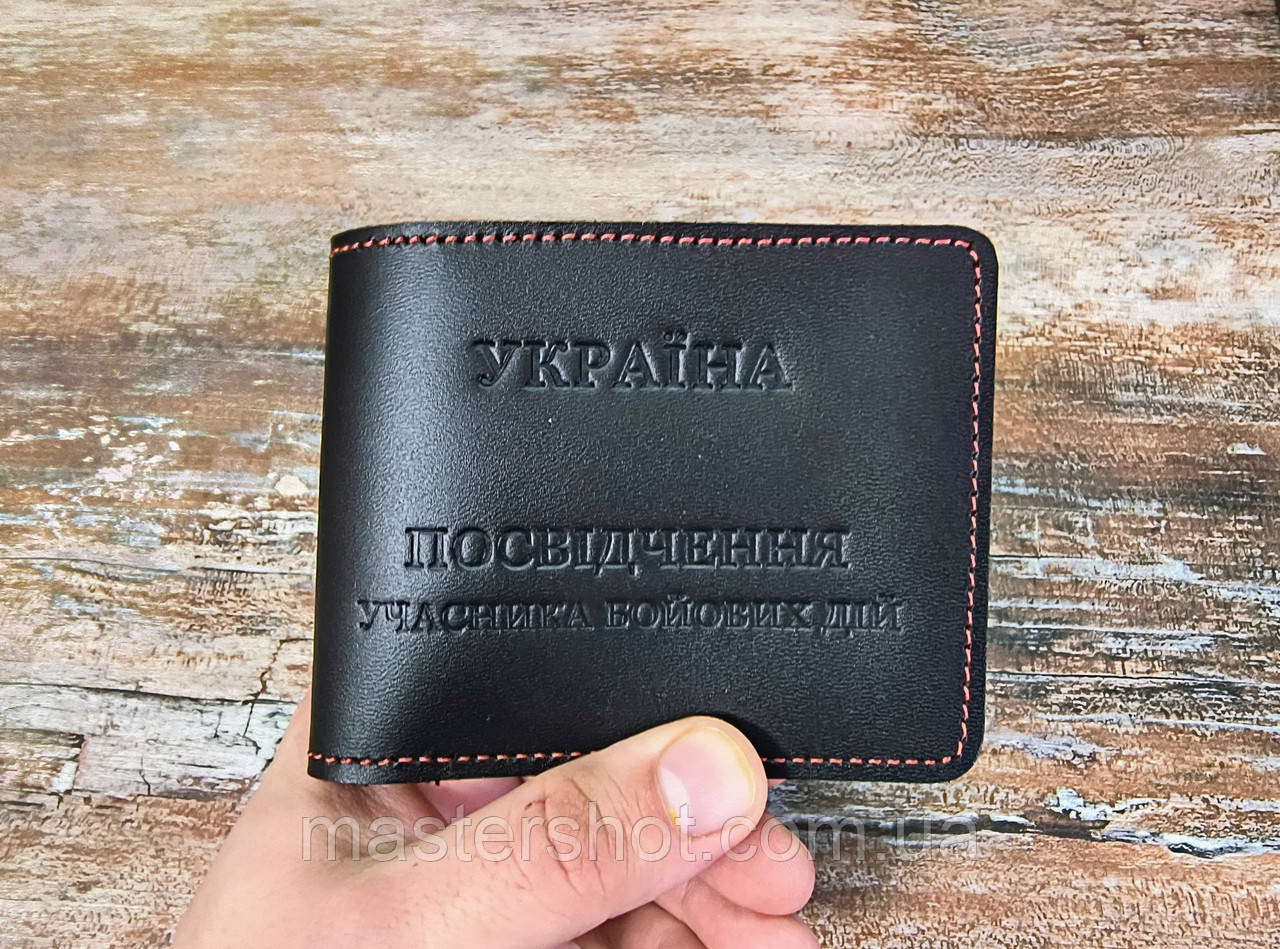 УКРАЇНА
ПОСВІДЧЕННЯ
УЧАСНИКА БОЙОВИХ ДІЙ
mastershot.com.ua